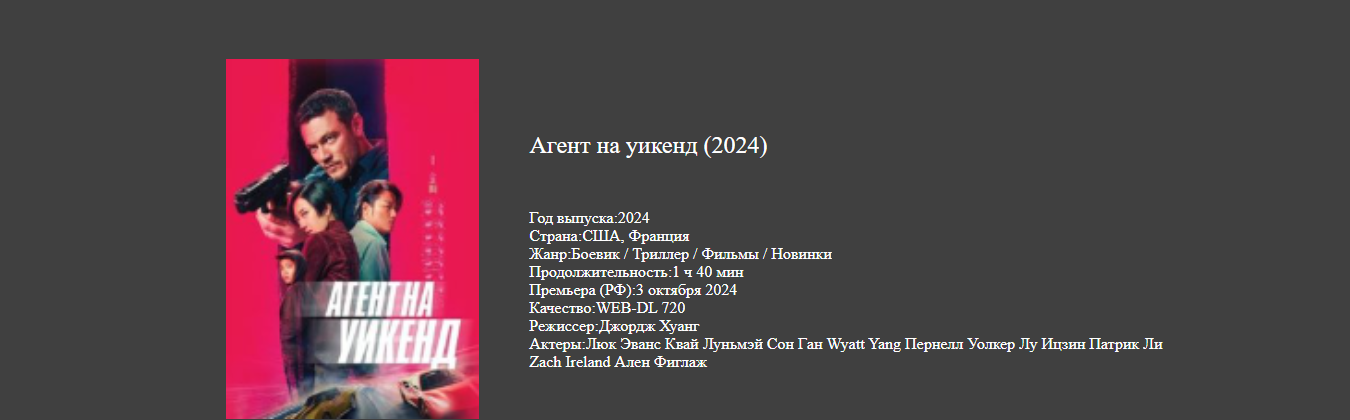 АГЕНТ НА
УИКЕНД
Агент на уикенд (2024)
Год выпуска:2024
Страна:США, Франция
Жанр:Боевик / Триллер / Фильмы / Новинки
Продолжительность:1 ч 40 мин
Премьера (РФ):3 октября 2024
Качество:WEB-DL 720
Режиссер:Джордж Хуанг
Актеры:Люк Эванс Квай Луньмэй Сон Ган Wyatt Yang Пернелл Уолкер Лу Ицзин Патрик Ли
Zach Ireland Ален Фиглаж